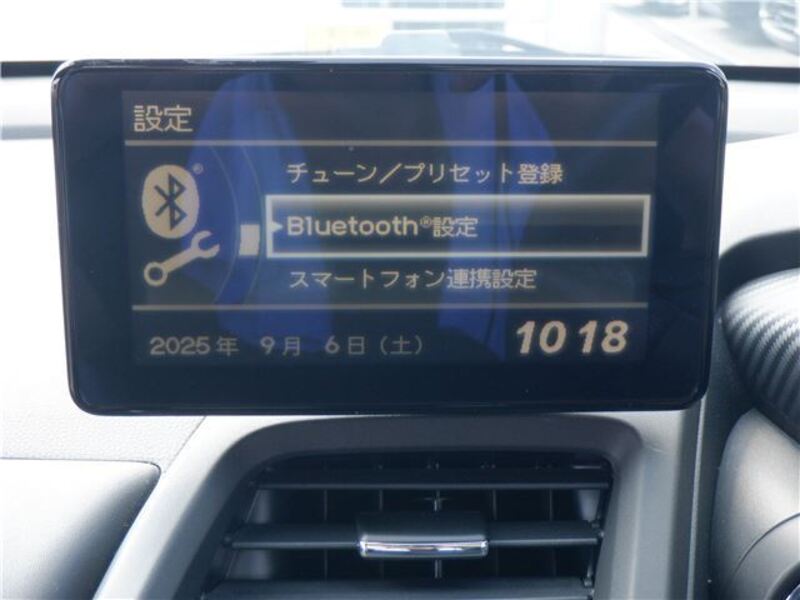 設定
チューン／プリセット登録
Bluetooth®設定
スマートフォン連携設定
2025年 9月 6日（土） 10 18